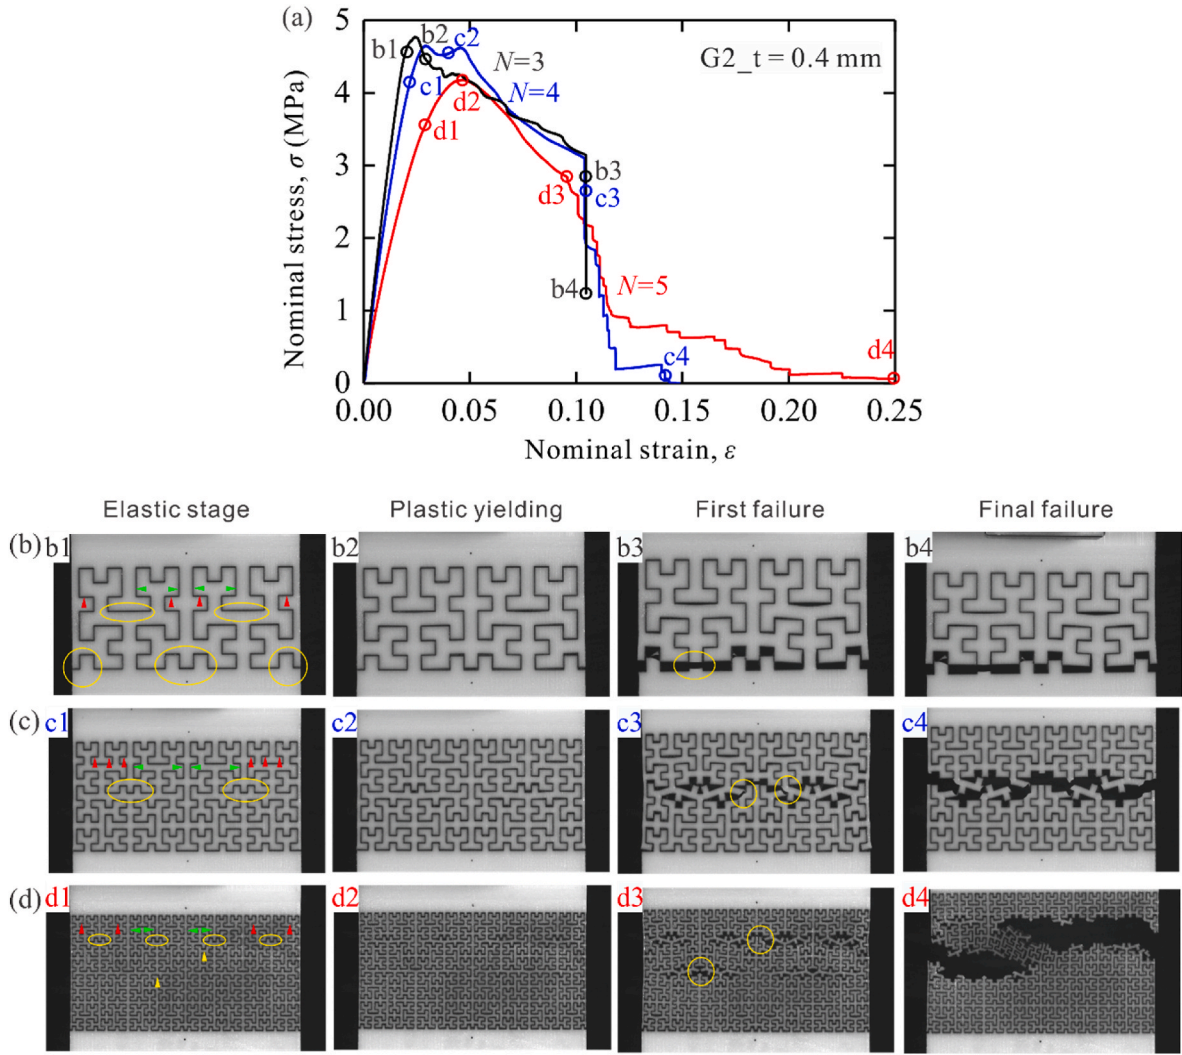 (a)
5
4
3
2
1
0
Nominal stress, σ (MPa)
b1
b2
c2
c1
d1
d2
N=3
N=4
G2_t = 0.4 mm
b3
c3
d3
b4
N=5
c4
d4
0.00 0.05 0.10 0.15 0.20 0.25
Nominal strain, ε
Elastic stage Plastic yielding First failure Final failure
(b) b1 b2 b3 b4
(c) c1 c2 c3 c4
(d) d1 d2 d3 d4